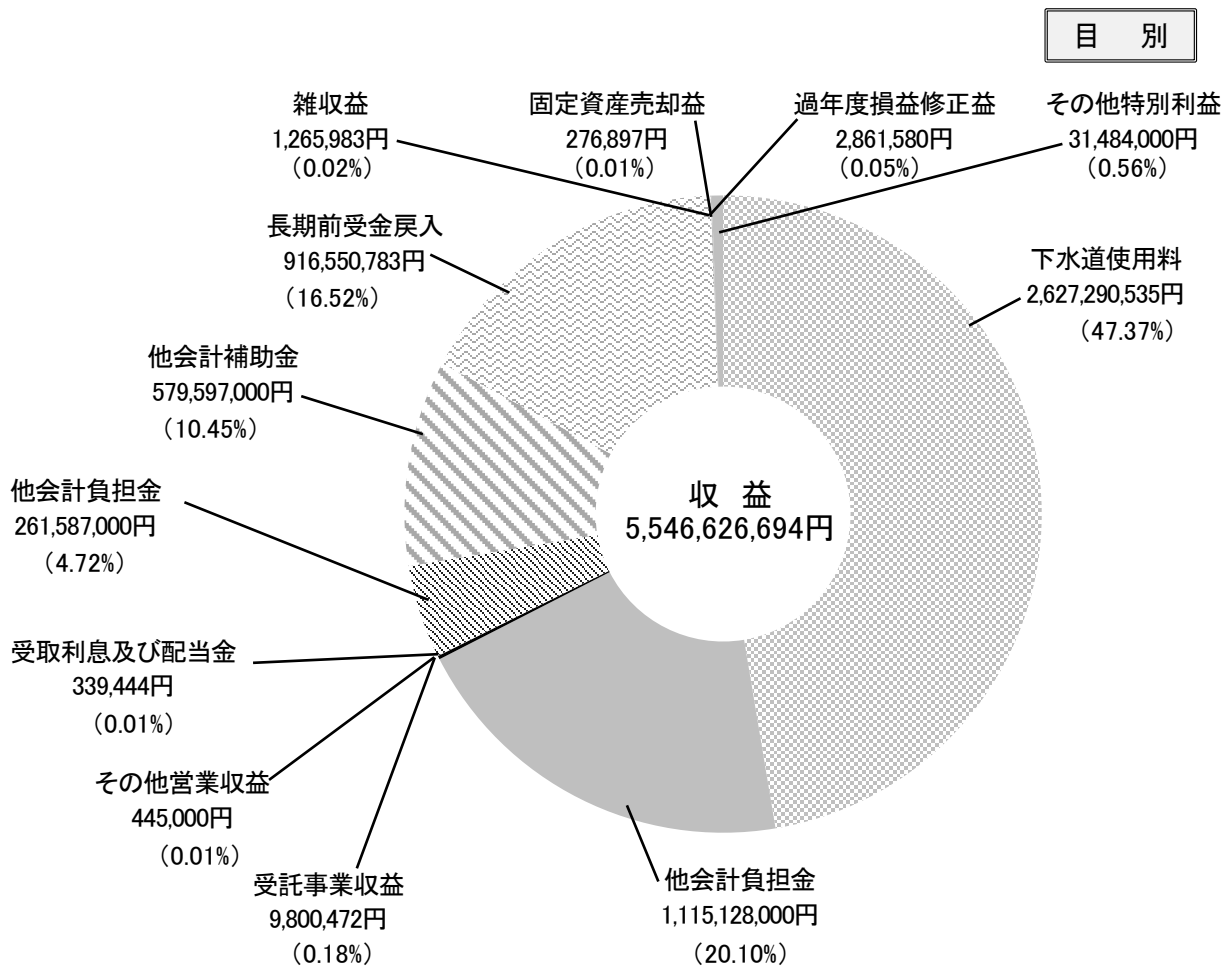 目 別
雑収益
1,265,983円
（0.02%）
固定資産売却益
276,897円
（0.01%）
過年度損益修正益
2,861,580円
（0.05%）
その他特別利益
31,484,000円
（0.56%）
長期前受金戻入
916,550,783円
（16.52%）
下水道使用料
2,627,290,535円
（47.37%）
他会計補助金
579,597,000円
（10.45%）
他会計負担金
261,587,000円
（4.72%）
収 益
5,546,626,694円
受取利息及び配当金
339,444円
（0.01%）
その他営業収益
445,000円
（0.01%）
受託事業収益
9,800,472円
（0.18%）
他会計負担金
1,115,128,000円
（20.10%）